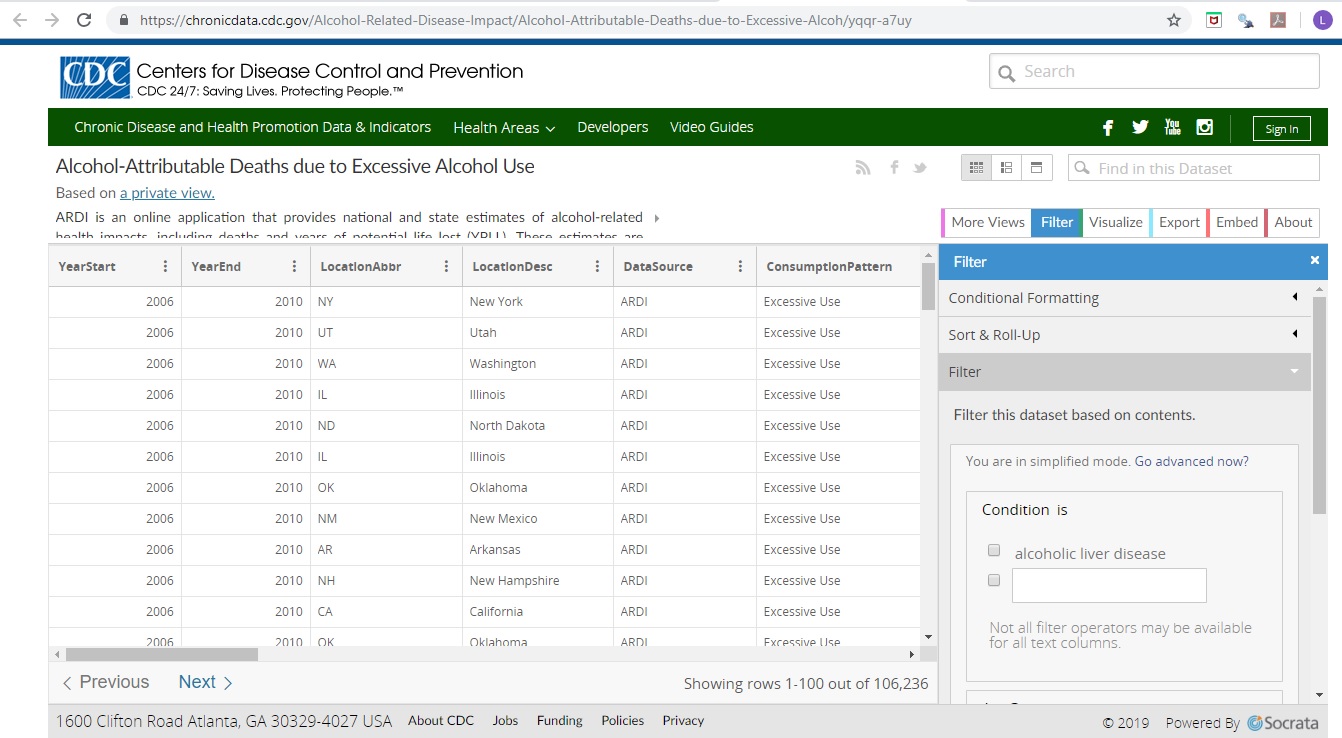 https://chronicdata.cdc.gov/Alcohol-Related-Disease-Impact/Alcohol-Attributable-Deaths-due-to-Excessive-Alcoh/yqqr-a7uy
L
CDC
Centers for Disease Control and Prevention
CDC 24/7: Saving Lives. Protecting People.™
Search
Chronic Disease and Health Promotion Data & Indicators Health Areas Developers Video Guides
You Tube
Sign In
Alcohol-Attributable Deaths due to Excessive Alcohol Use
Find in this Dataset
Based on a private view.
ARDI is an online application that provides national and state estimates of alcohol-related
health impacts, including deaths and years of potential life lost (YPLL). These estimates are
More Views Filter Visualize Export Embed About
YearStart YearEnd LocationAbbr LocationDesc DataSource ConsumptionPattern
2006 2010 NY New York ARDI Excessive Use
2006 2010 UT Utah ARDI Excessive Use
2006 2010 WA Washington ARDI Excessive Use
2006 2010 IL Illinois ARDI Excessive Use
2006 2010 ND North Dakota ARDI Excessive Use
2006 2010 IL Illinois ARDI Excessive Use
2006 2010 OK Oklahoma ARDI Excessive Use
2006 2010 NM New Mexico ARDI Excessive Use
2006 2010 AR Arkansas ARDI Excessive Use
2006 2010 NH New Hampshire ARDI Excessive Use
2006 2010 CA California ARDI Excessive Use
2006 2010 OK Oklahoma ARDI Excessive Use
Previous Next
Showing rows 1-100 out of 106,236
Filter
Conditional Formatting
Sort & Roll-Up
Filter
Filter this dataset based on contents.
You are in simplified mode. Go advanced now?
Condition is
alcoholic liver disease
Not all filter operators may be available
for all text columns.
1600 Clifton Road Atlanta, GA 30329-4027 USA About CDC Jobs Funding Policies Privacy
© 2019 Powered By Socrata